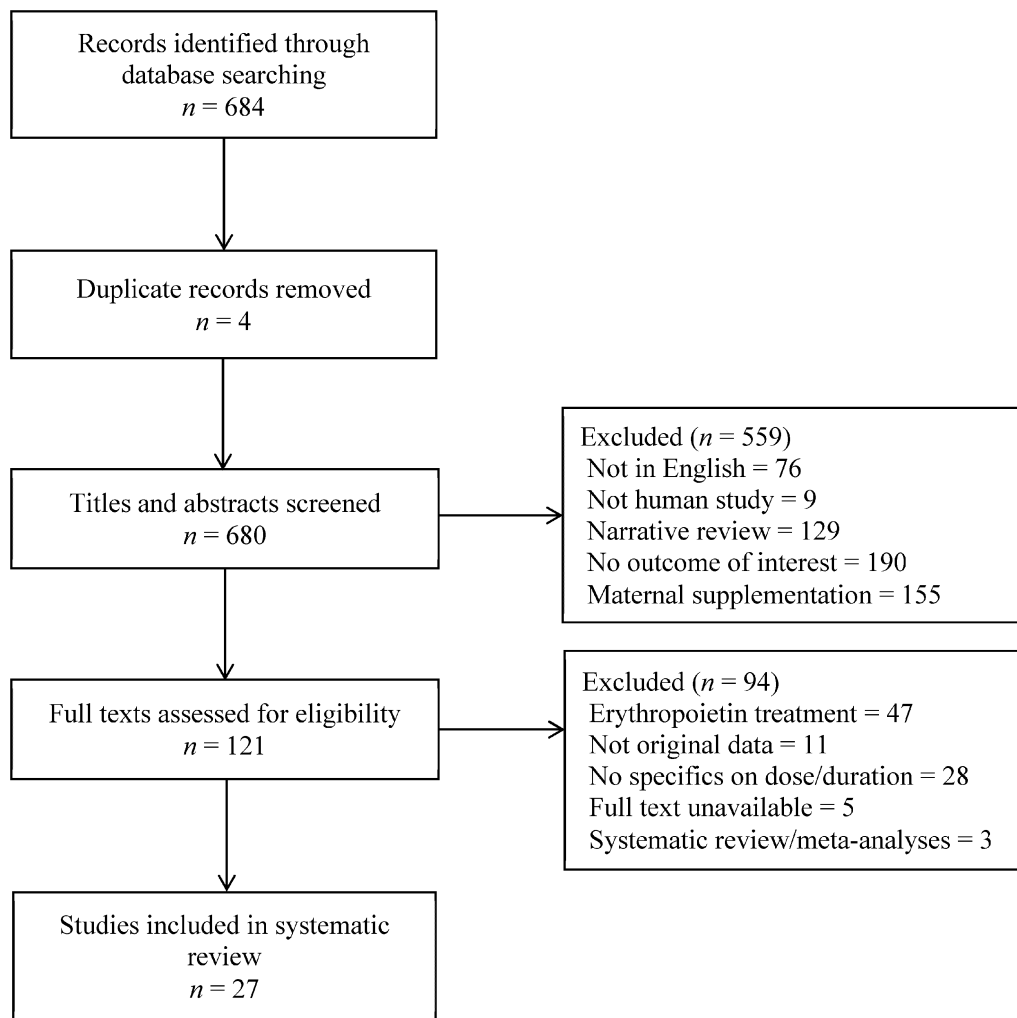 Records identified through
database searching
n = 684
Duplicate records removed
n = 4
Titles and abstracts screened
n = 680
Excluded (n = 559)
Not in English = 76
Not human study = 9
Narrative review = 129
No outcome of interest = 190
Maternal supplementation = 155
Full texts assessed for eligibility
n = 121
Excluded (n = 94)
Erythropoietin treatment = 47
Not original data = 11
No specifics on dose/duration = 28
Full text unavailable = 5
Systematic review/meta-analyses = 3
Studies included in systematic
review
n = 27